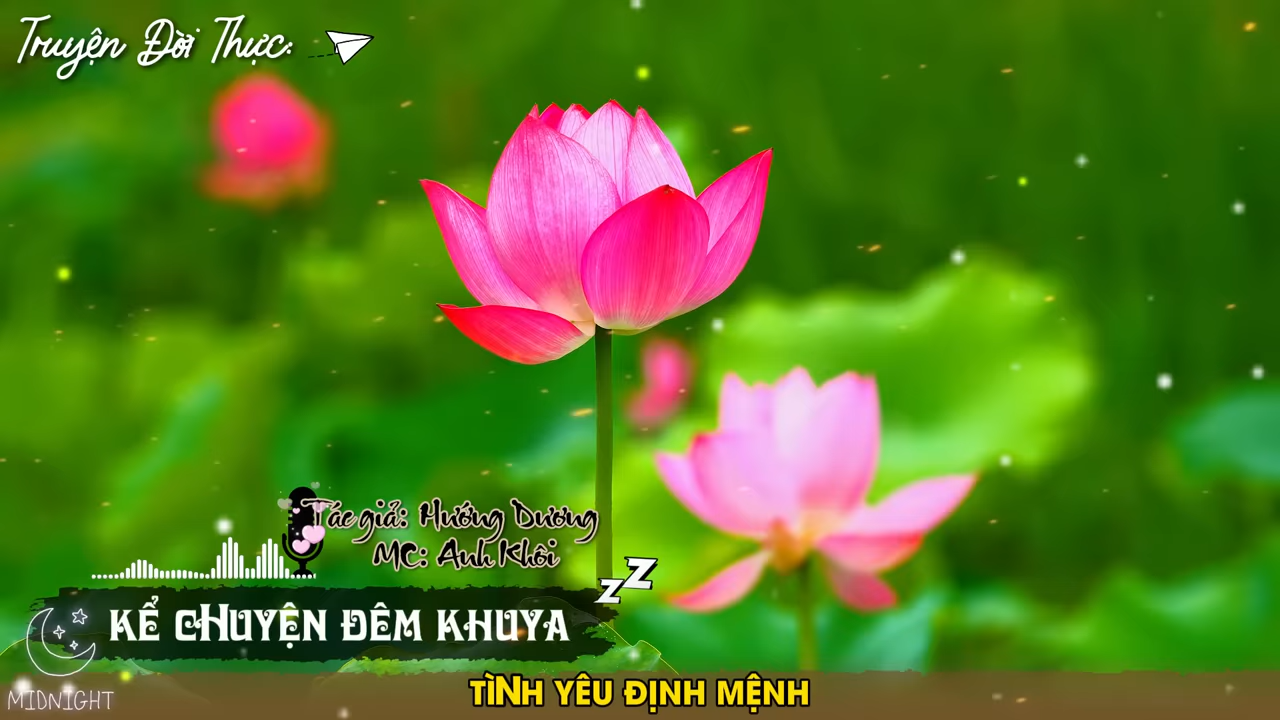 Truyện Đời Thực:
Tác giả: Hướng Dương
MC: Anh Khôi
zZ
KỂ CHUYỆN ĐÊM KHUYA
MIDNIGHT
TÌNH YÊU ĐỊNH MỆNH